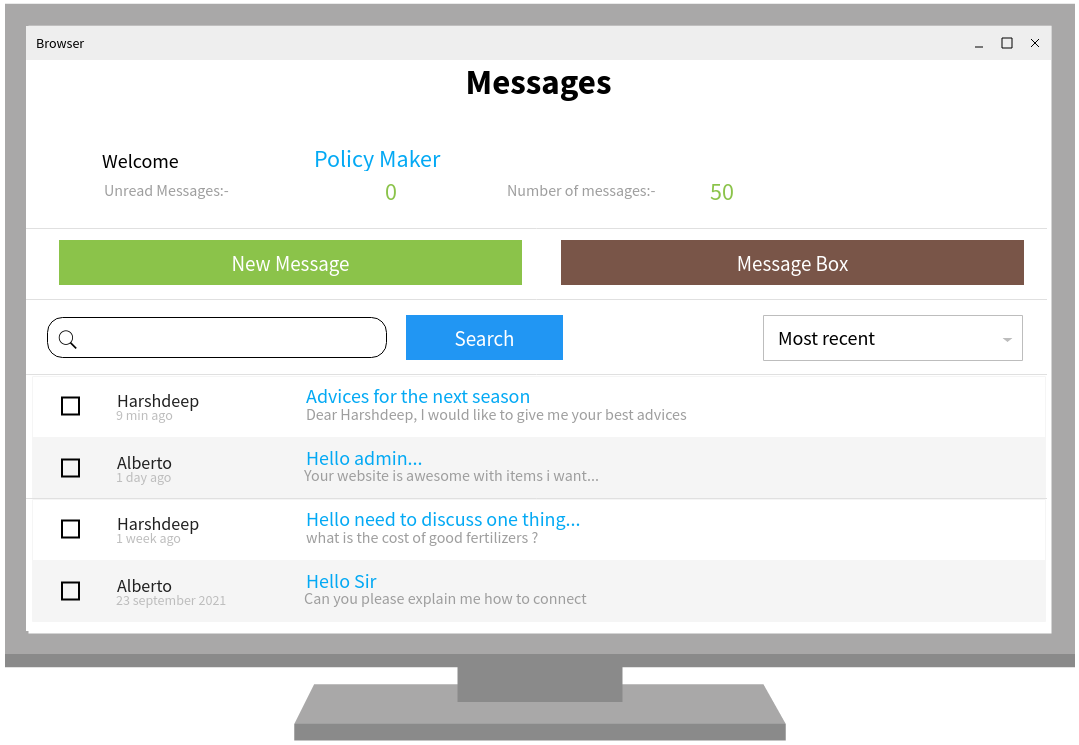 Browser
Messages
Welcome Policy Maker
Unread Messages:- 0 Number of messages:- 50
New Message Message Box
Search Most recent
Harshdeep Advices for the next season
9 min ago Dear Harshdeep, I would like to give me your best advices
Alberto Hello admin...
1 day ago Your website is awesome with items i want...
Harshdeep Hello need to discuss one thing...
1 week ago what is the cost of good fertilizers ?
Alberto Hello Sir
23 september 2021 Can you please explain me how to connect